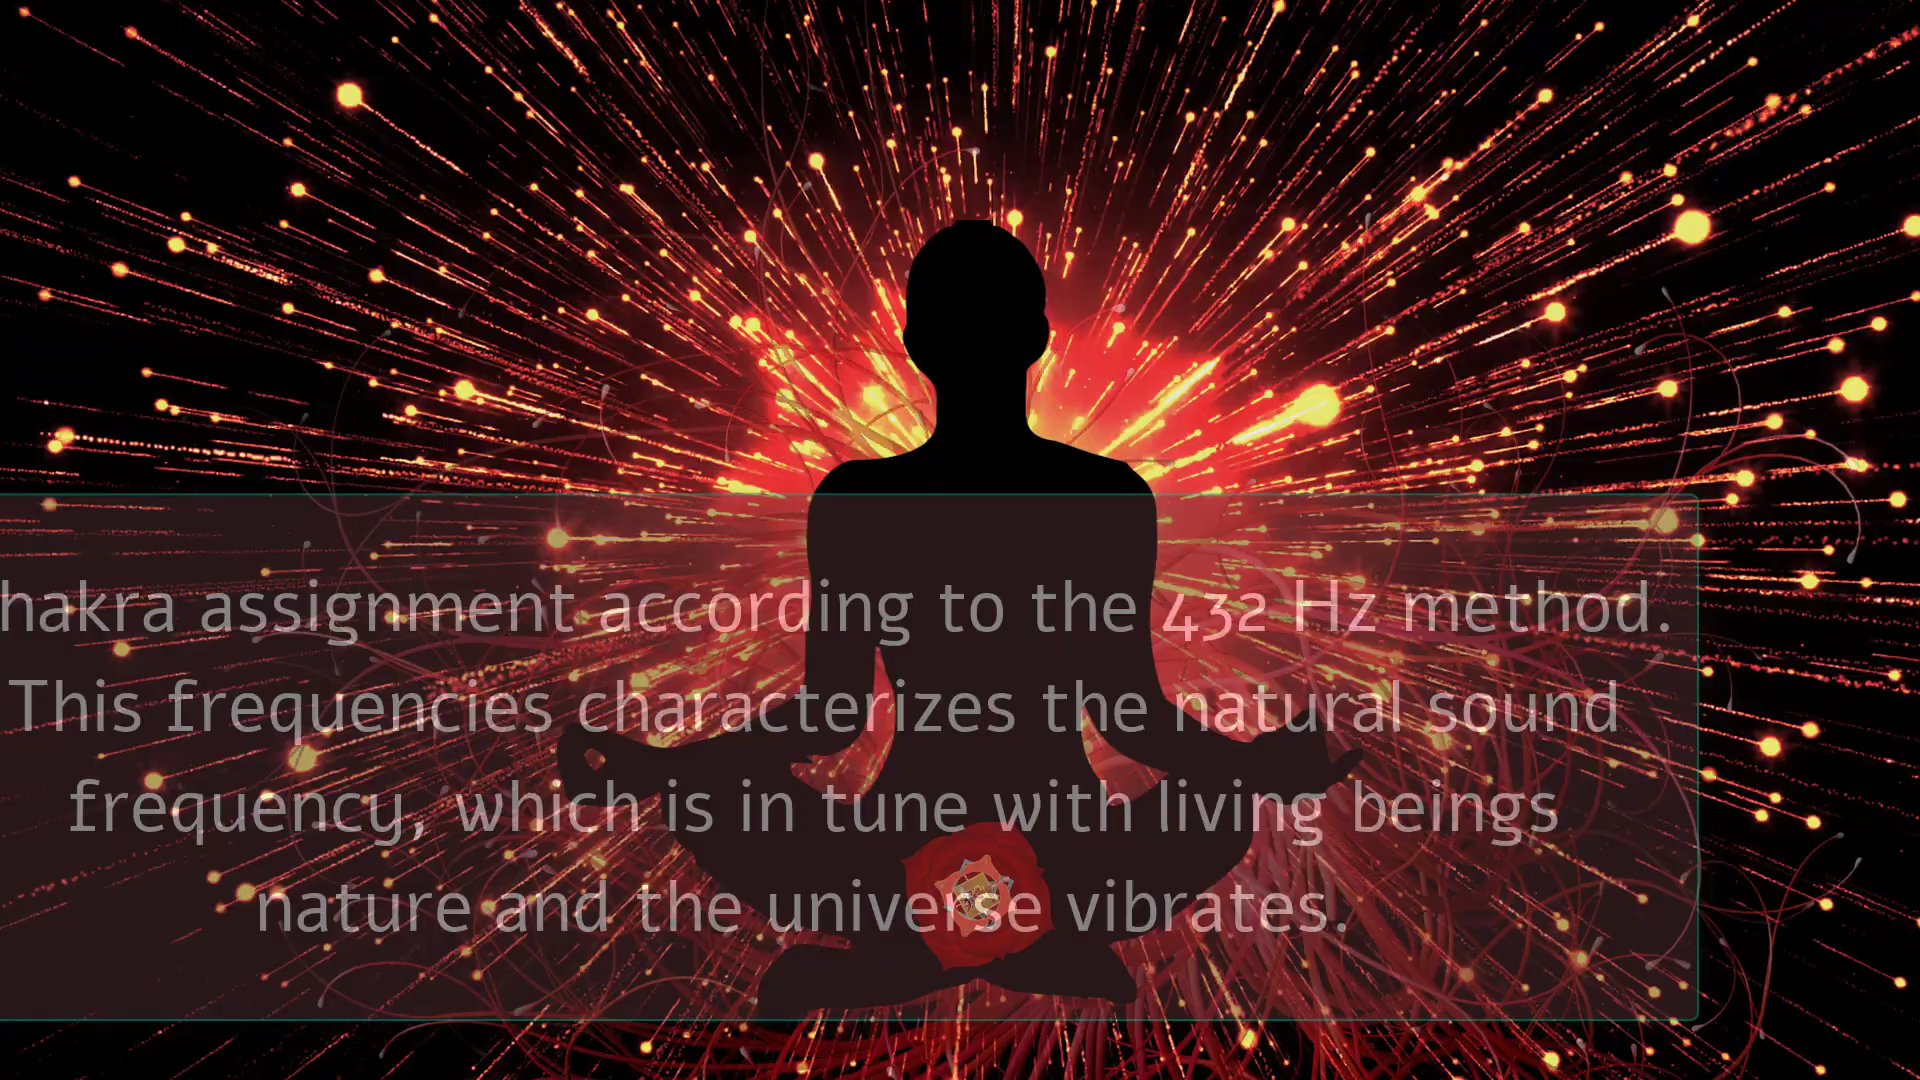 hakra assignment according to the 432 Hz method.
This frequencies characterizes the natural sound
frequency, which is in tune with living beings
nature and the universe vibrates.